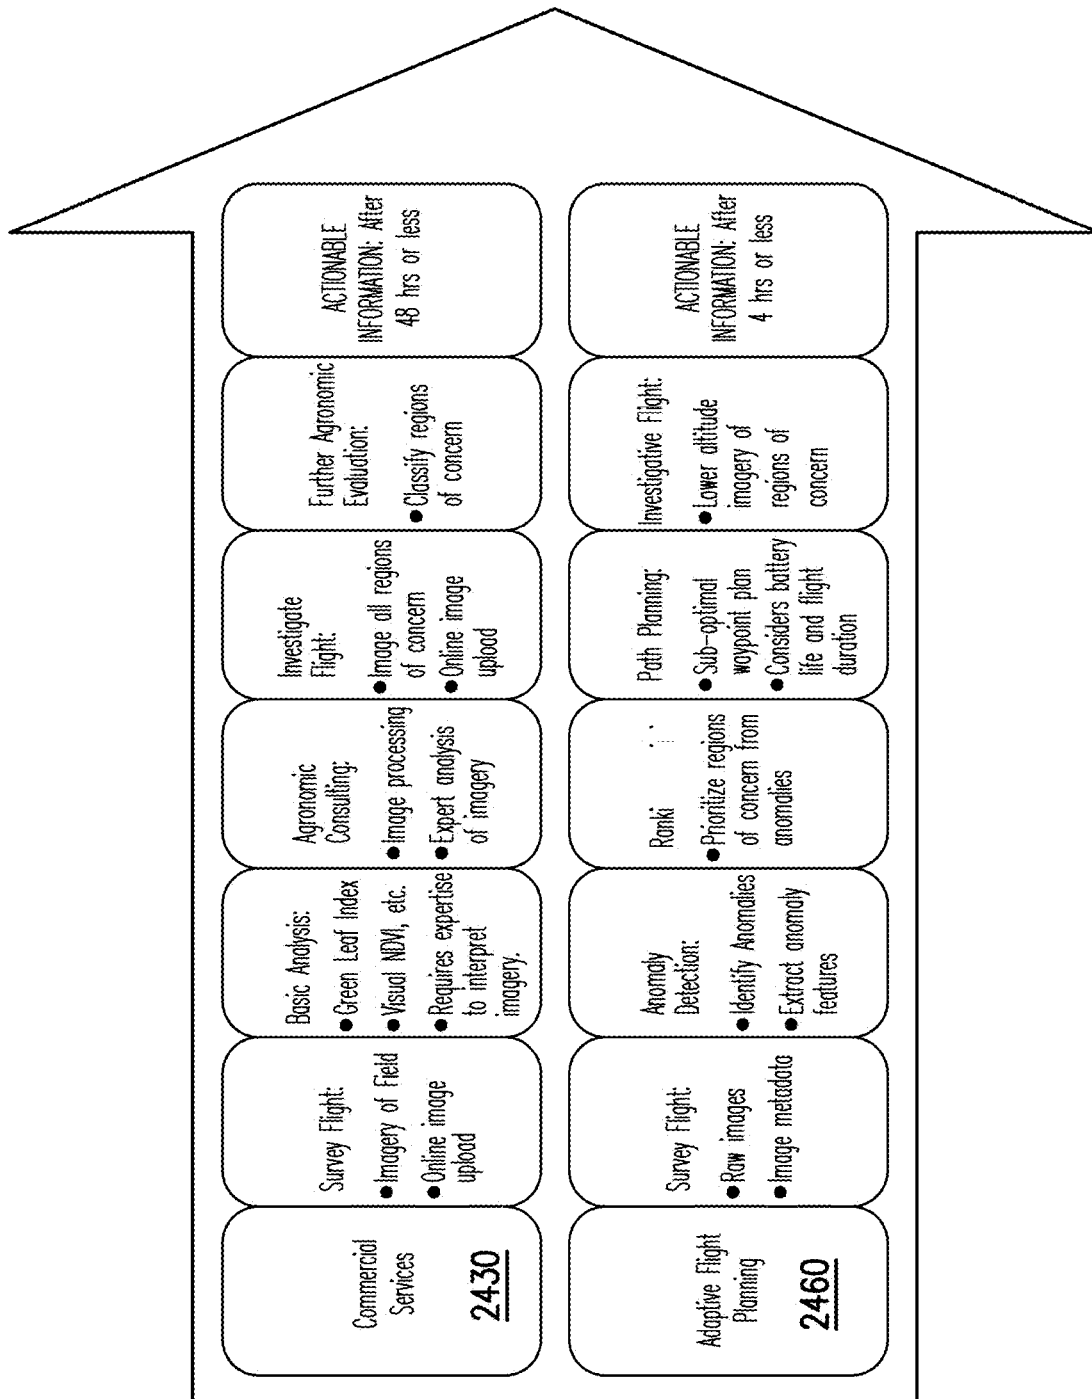 Commercial
Services
2430
Survey Flight:
● Imagery of Field
● Online image
upload
Basic Analysis:
● Green Leaf Index
● Visual NDVI, etc.
● Requires expertise
to interpret
imagery.
Agronomic
Consulting:
● Image processing
● Expert analysis
of imagery
Investigate
Flight:
● Image all regions
of concern
● Online image
upload
Further Agronomic
Evaluation:
● Classify regions
of concern
ACTIONABLE
INFORMATION: After
48 hrs or less
Adaptive Flight
Planning
2460
Survey Flight:
● Raw images
● Image metadata
Anomaly
Detection:
● Identify Anomalies
● Extract anomaly
features
● Prioritize regions
of concern from
anomalies
Path Planning:
● Sub-optimal
waypoint plan
● Considers battery
life and flight
duration
Investigative Flight:
● Lower altitude
imagery of
regions of
concern
ACTIONABLE
INFORMATION: After
4 hrs or less